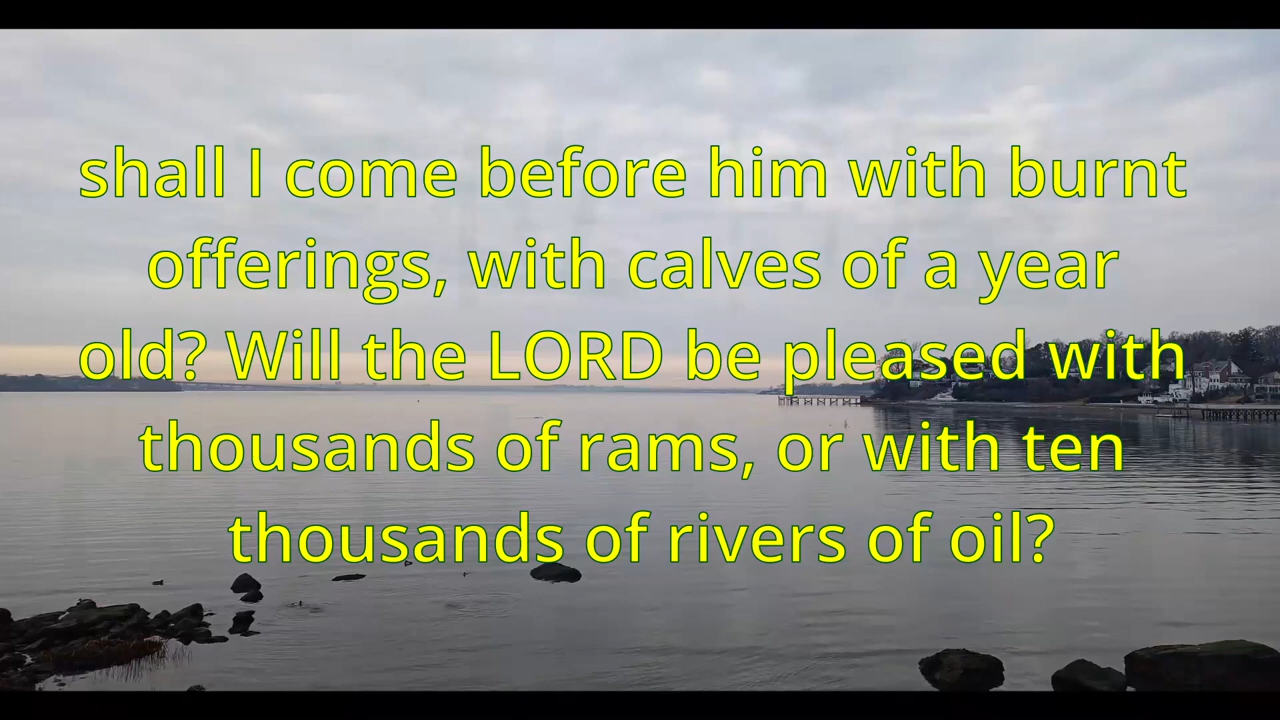 shall I come before him with burnt
offerings, with calves of a year
old? Will the LORD be pleased with
thousands of rams, or with ten
thousands of rivers of oil?